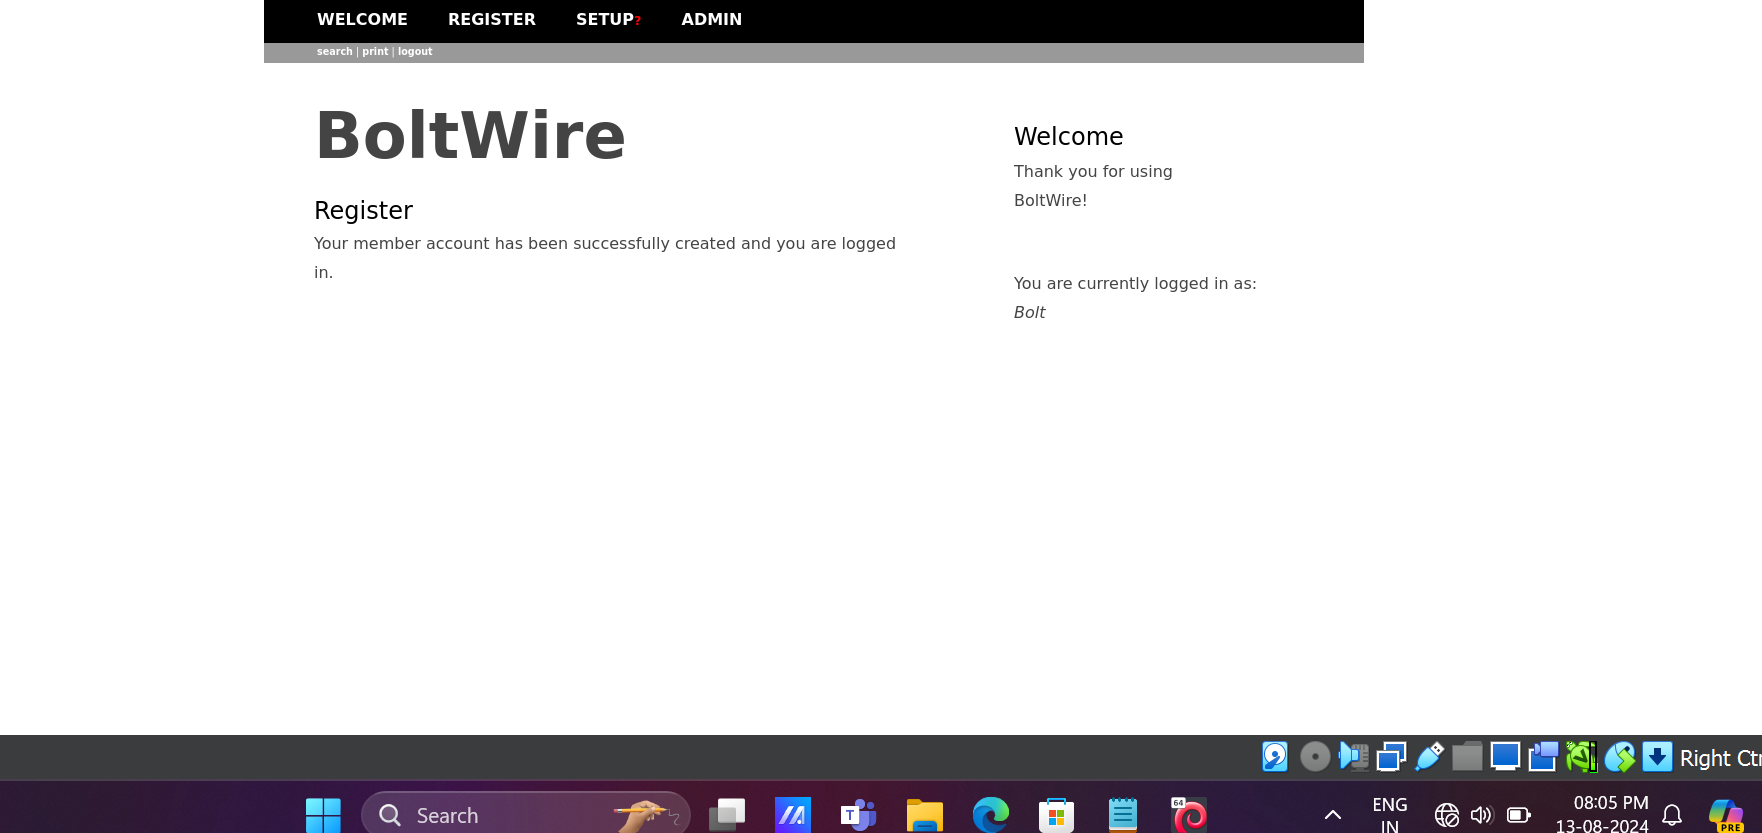 WELCOME REGISTER SETUP? ADMIN
search | print | logout
BoltWire
Register
Your member account has been successfully created and you are logged
in.
Welcome
Thank you for using
BoltWire!
You are currently logged in as:
Bolt
Right Ctr
Search
T
64
ENG
IN
08:05 PM
13-08-2024
PRE